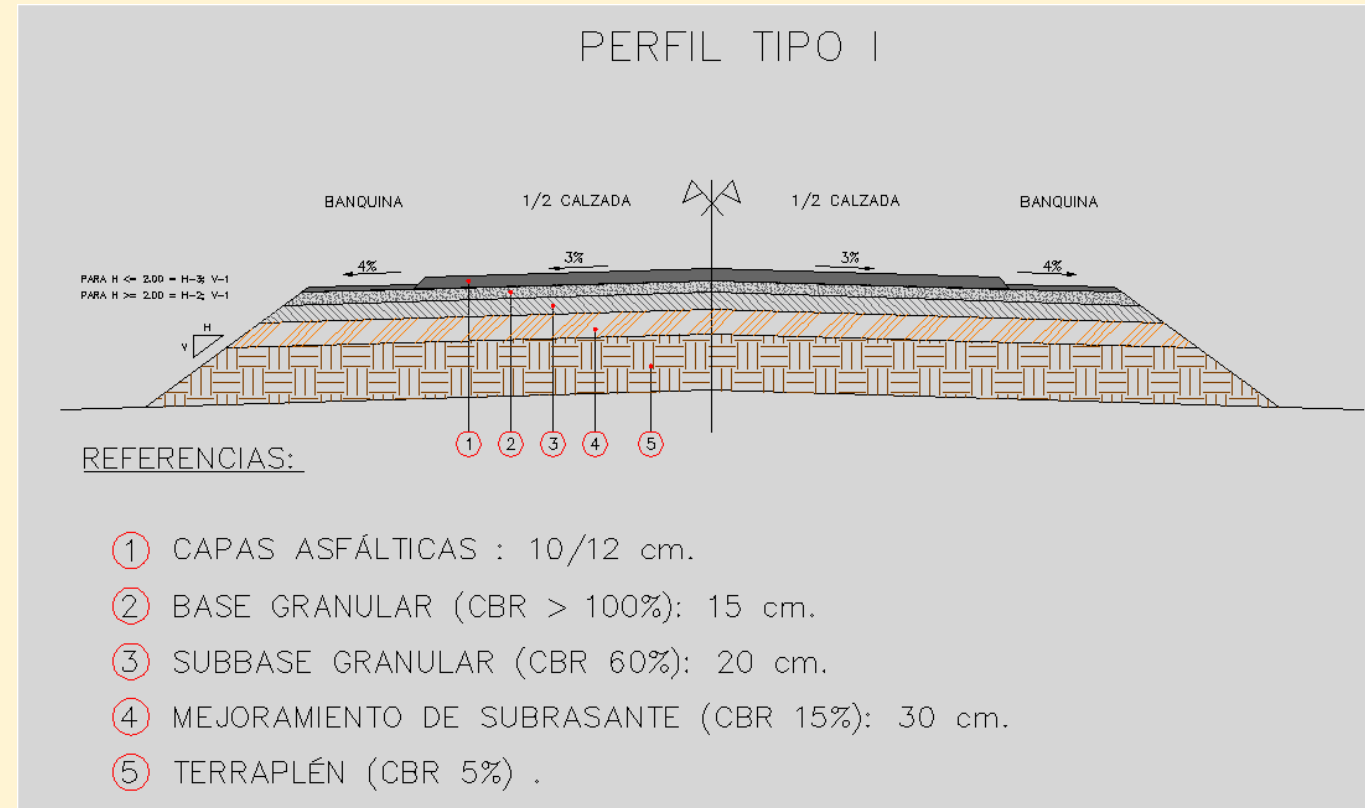 PERFIL TIPO I
BANQUINA 1/2 CALZADA 1/2 CALZADA BANQUINA
4% 3% 3% 4%
PARA H <= 2.00 = H-3; V-1
PARA H >= 2.00 = H-2; V-1
H
V
1 2 3 4 5
REFERENCIAS:
1 CAPAS ASFÁLTICAS : 10/12 cm.
2 BASE GRANULAR (CBR > 100%): 15 cm.
3 SUBBASE GRANULAR (CBR 60%): 20 cm.
4 MEJORAMIENTO DE SUBRASANTE (CBR 15%): 30 cm.
5 TERRAPLÉN (CBR 5%) .